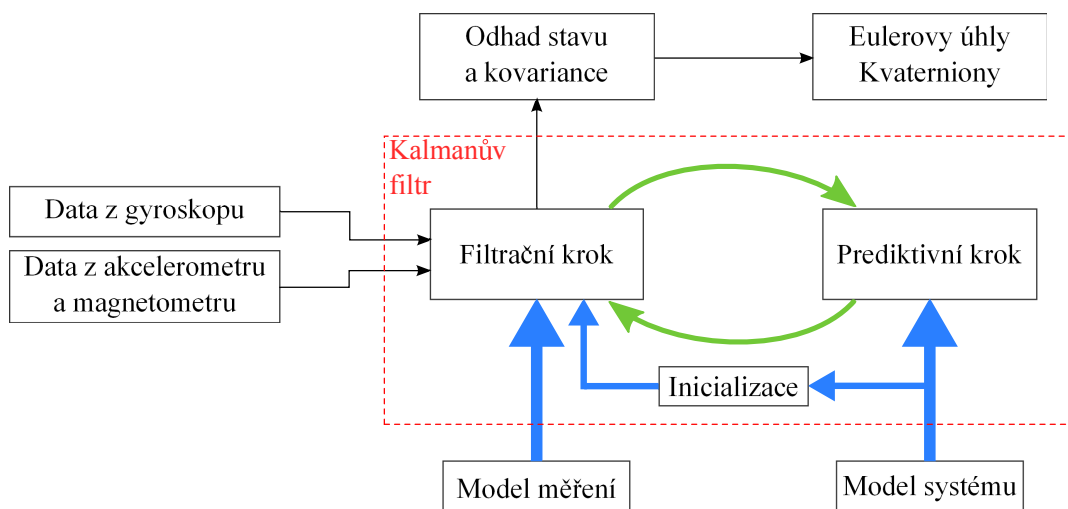 Odhad stavu
a kovariance
Eulerovy úhly
Kvaterniony
Kalmanův
filtr
Data z gyroskopu
Data z akcelerometru
a magnetometru
Filtrační krok
Prediktivní krok
Inicializace
Model měření
Model systému